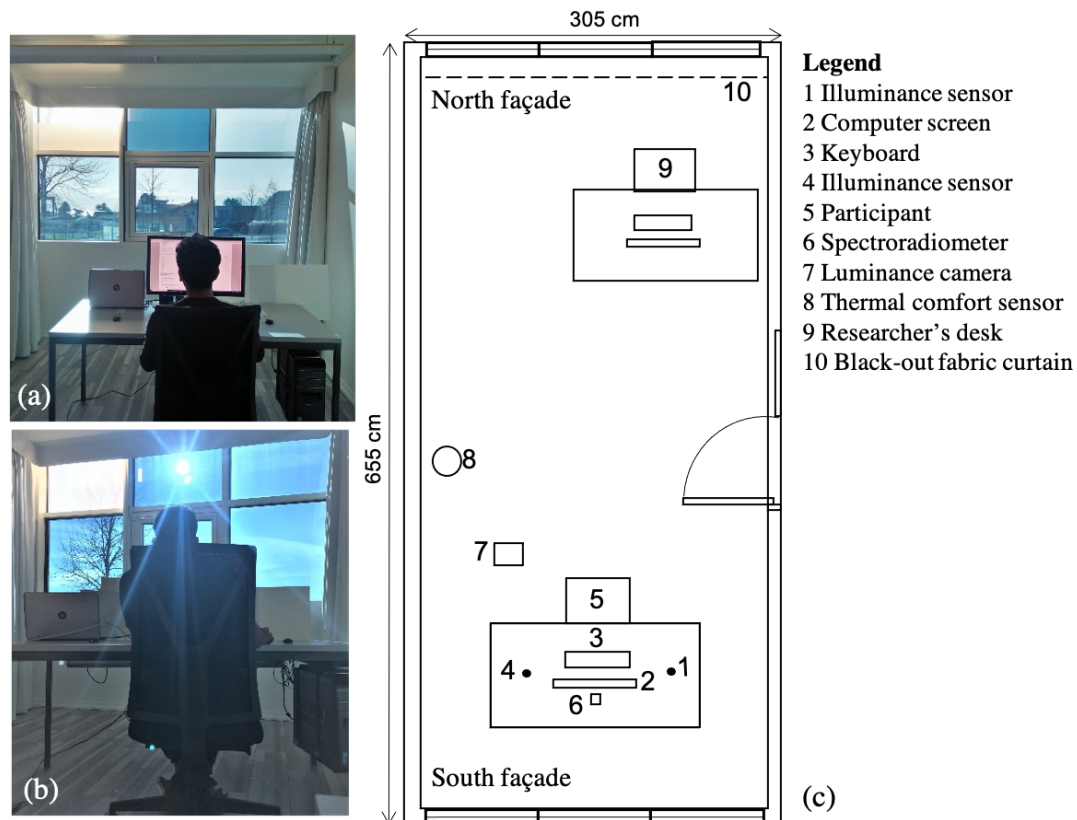 305 cm
655 cm
North façade
10
9
8
7
5
3
4
1
2
6
South façade
Legend
1 Illuminance sensor
2 Computer screen
3 Keyboard
4 Illuminance sensor
5 Participant
6 Spectroradiometer
7 Luminance camera
8 Thermal comfort sensor
9 Researcher’s desk
10 Black-out fabric curtain
(a)
(b)
(c)